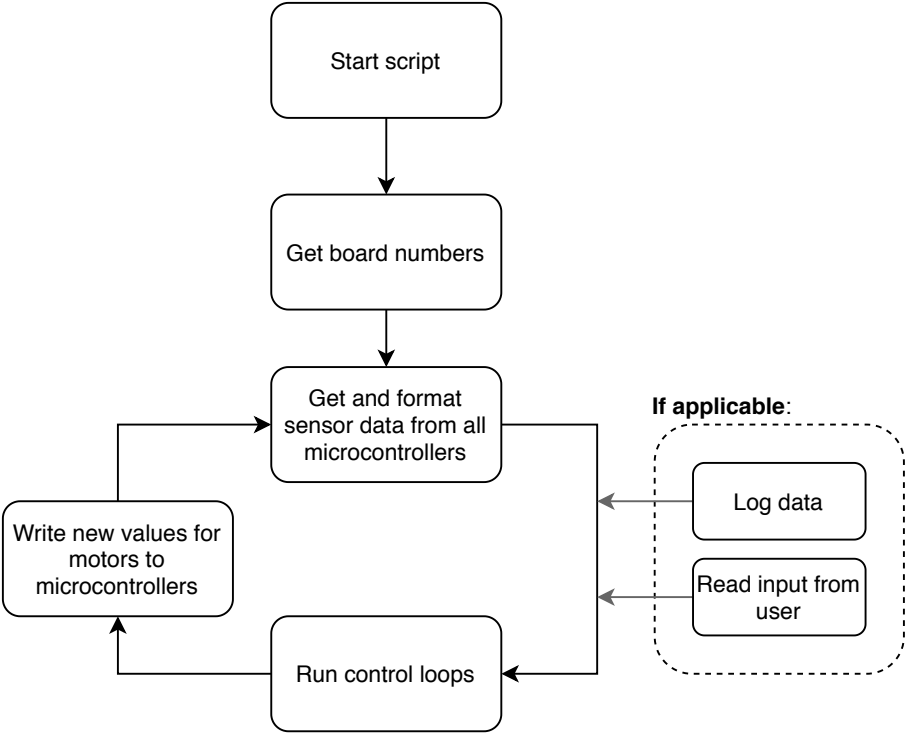 Start script
Get board numbers
Get and format
sensor data from all
microcontrollers
If applicable:
Log data
Write new values for
motors to
microcontrollers
Read input from
user
Run control loops